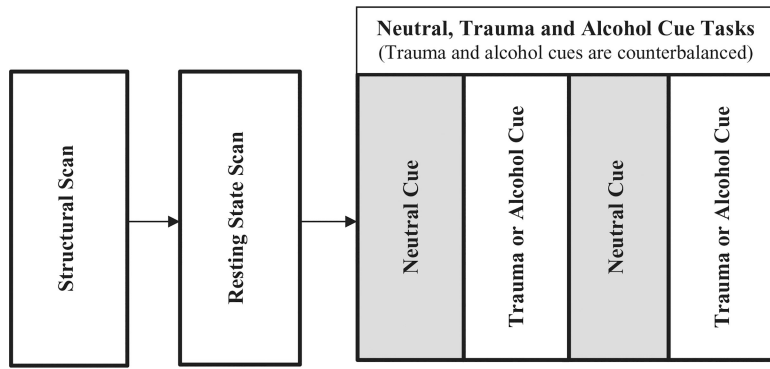 Neutral, Trauma and Alcohol Cue Tasks
(Trauma and alcohol cues are counterbalanced)
Structural Scan
Resting State Scan
Neutral Cue
Trauma or Alcohol Cue
Neutral Cue
Trauma or Alcohol Cue